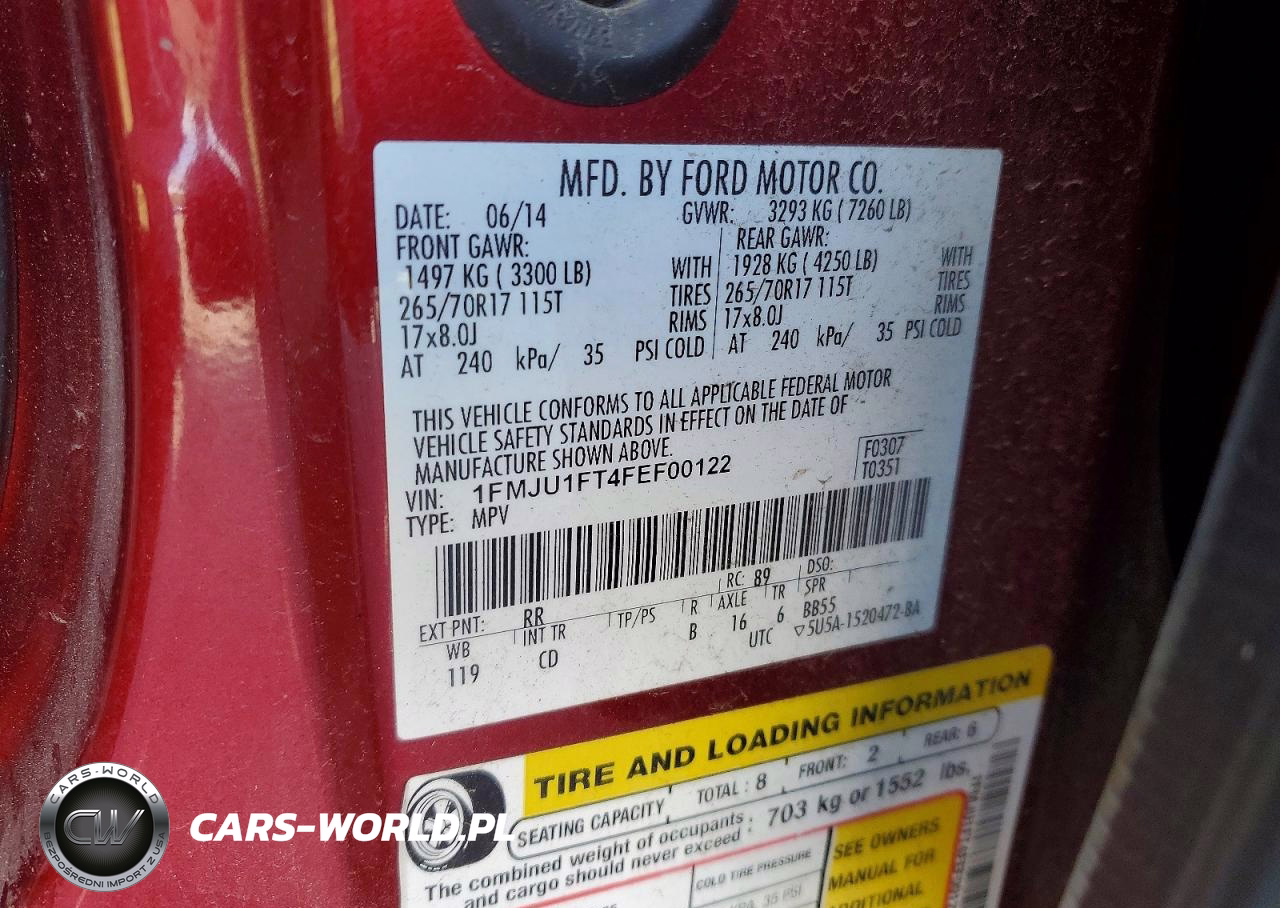 MFD. BY FORD MOTOR CO.
DATE: 06/14 GVWR: 3293 KG ( 7260 LB)
FRONT GAWR: REAR GAWR:
1497 KG ( 3300 LB) WITH 1928 KG ( 4250 LB) WITH
265/70R17 115T TIRES 265/70R17 115T TIRES
17x8.0J RIMS 17x8.0J RIMS
AT 240 kPa/ 35 PSI COLD AT 240 kPa/ 35 PSI COLD
THIS VEHICLE CONFORMS TO ALL APPLICABLE FEDERAL MOTOR
VEHICLE SAFETY STANDARDS IN EFFECT ON THE DATE OF
MANUFACTURE SHOWN ABOVE.
F0307
T0351
VIN: 1FMJU1FT4FEF00122
TYPE: MPV
EXT PNT: RR RC: 89 DSO:
WB INT TR TP/PS R AXLE TR SPR
119 CD B 16 6 BB55
UTC ▽5U5A-1520472-BA
TIRE AND LOADING INFORMATION
SEATING CAPACITY TOTAL : 8 FRONT: 2 REAR: 6
The combined weight of occupants and cargo should never exceed : 703 kg or 1552 lbs.
COLD TIRE PRESSURE
35 PSI
SEE OWNERS
MANUAL FOR
ADDITIONAL
CARS-WORLD
CW
BEZPOŚREDNI IMPORT Z USA
CARS-WORLD.PL